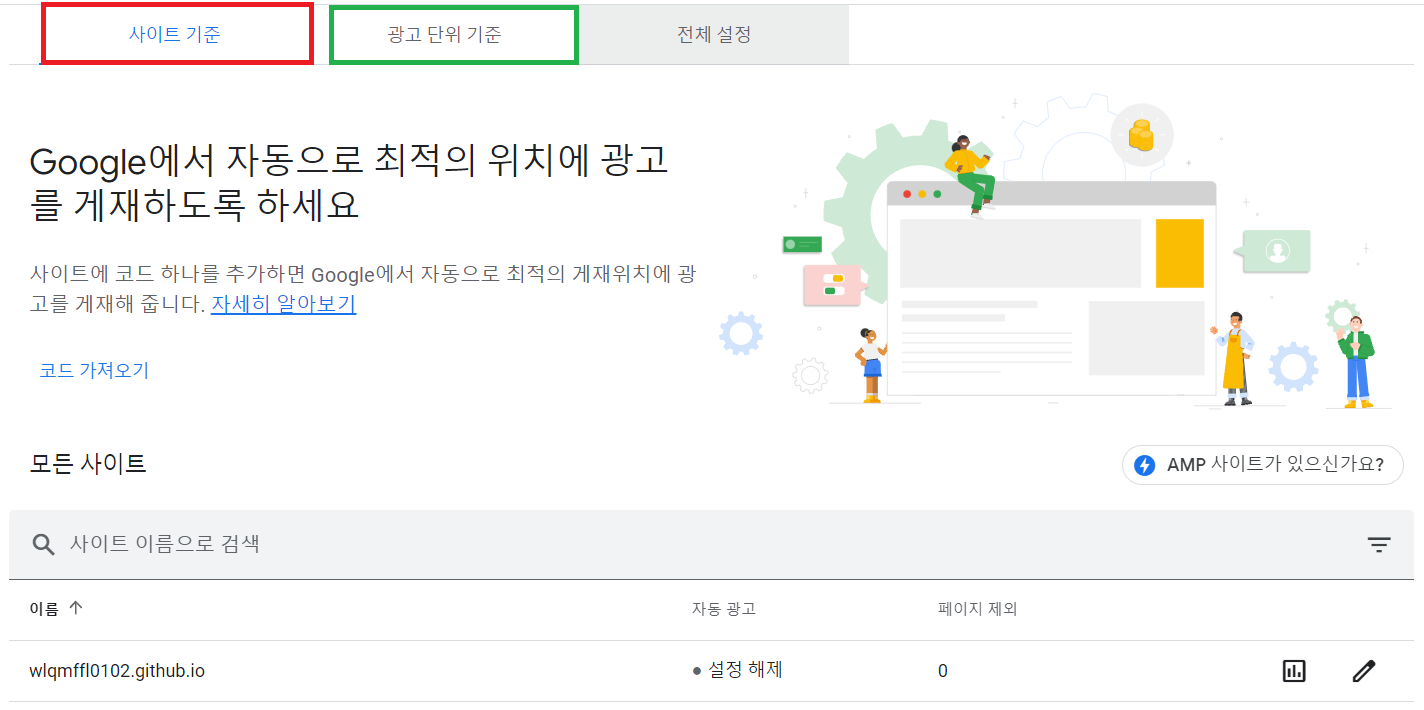 사이트 기준
광고 단위 기준
전체 설정
Google에서 자동으로 최적의 위치에 광고
를 게재하도록 하세요
사이트에 코드 하나를 추가하면 Google에서 자동으로 최적의 게재위치에 광
고를 게재해 줍니다. 자세히 알아보기
코드 가져오기
모든 사이트
AMP 사이트가 있으신가요?
사이트 이름으로 검색
이름
자동 광고
페이지 제외
wlqmffl0102.github.io
설정 해제
0